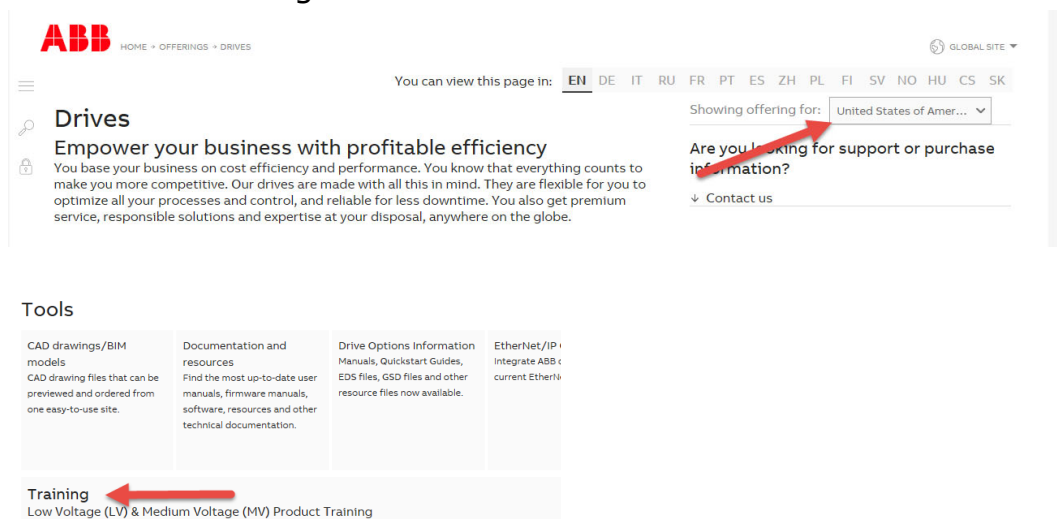 ABB
HOME → OFFERINGS → DRIVES
GLOBAL SITE
You can view this page in: EN DE IT RU FR PT ES ZH PL FI SV NO HU CS SK
Drives
Showing offering for: United States of Amer...
Empower your business with profitable efficiency
You base your business on cost efficiency and performance. You know that everything counts to
make you more competitive. Our drives are made with all this in mind. They are flexible for you to
optimize all your processes and control, and reliable for less downtime. You also get premium
service, responsible solutions and expertise at your disposal, anywhere on the globe.
Are you looking for support or purchase
information?
Contact us
Tools
CAD drawings/BIM
models
CAD drawing files that can be
previewed and ordered from
one easy-to-use site.
Documentation and
resources
Find the most up-to-date user
manuals, firmware manuals,
software, resources and other
technical documentation.
Drive Options Information
Manuals, Quickstart Guides,
EDS files, GSD files and other
resource files now available.
EtherNet/IP
Integrate ABB
current
Training
Low Voltage (LV) & Medium Voltage (MV) Product Training